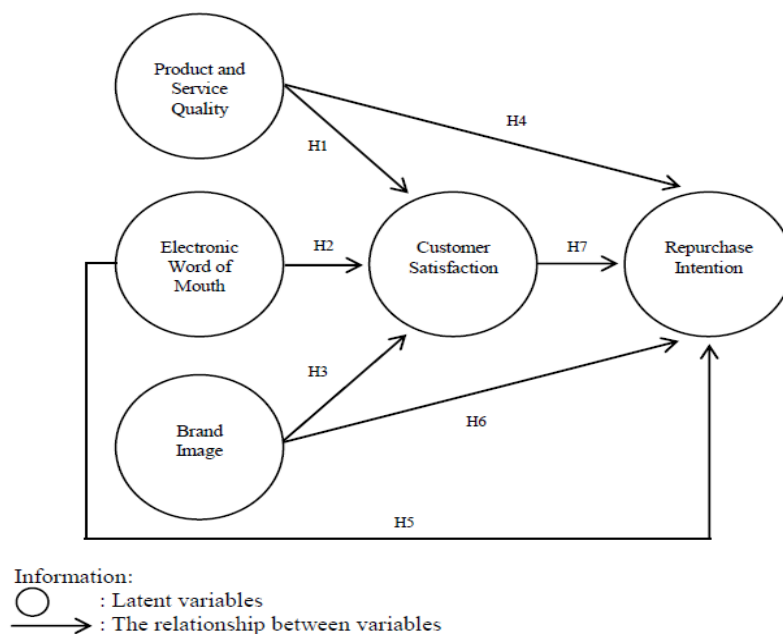 Product and
Service
Quality
H4
H1
Electronic
Word of
Mouth
H2
Customer
Satisfaction
H7
Repurchase
Intention
H3
Brand
Image
H6
H5
Information:
: Latent variables
: The relationship between variables